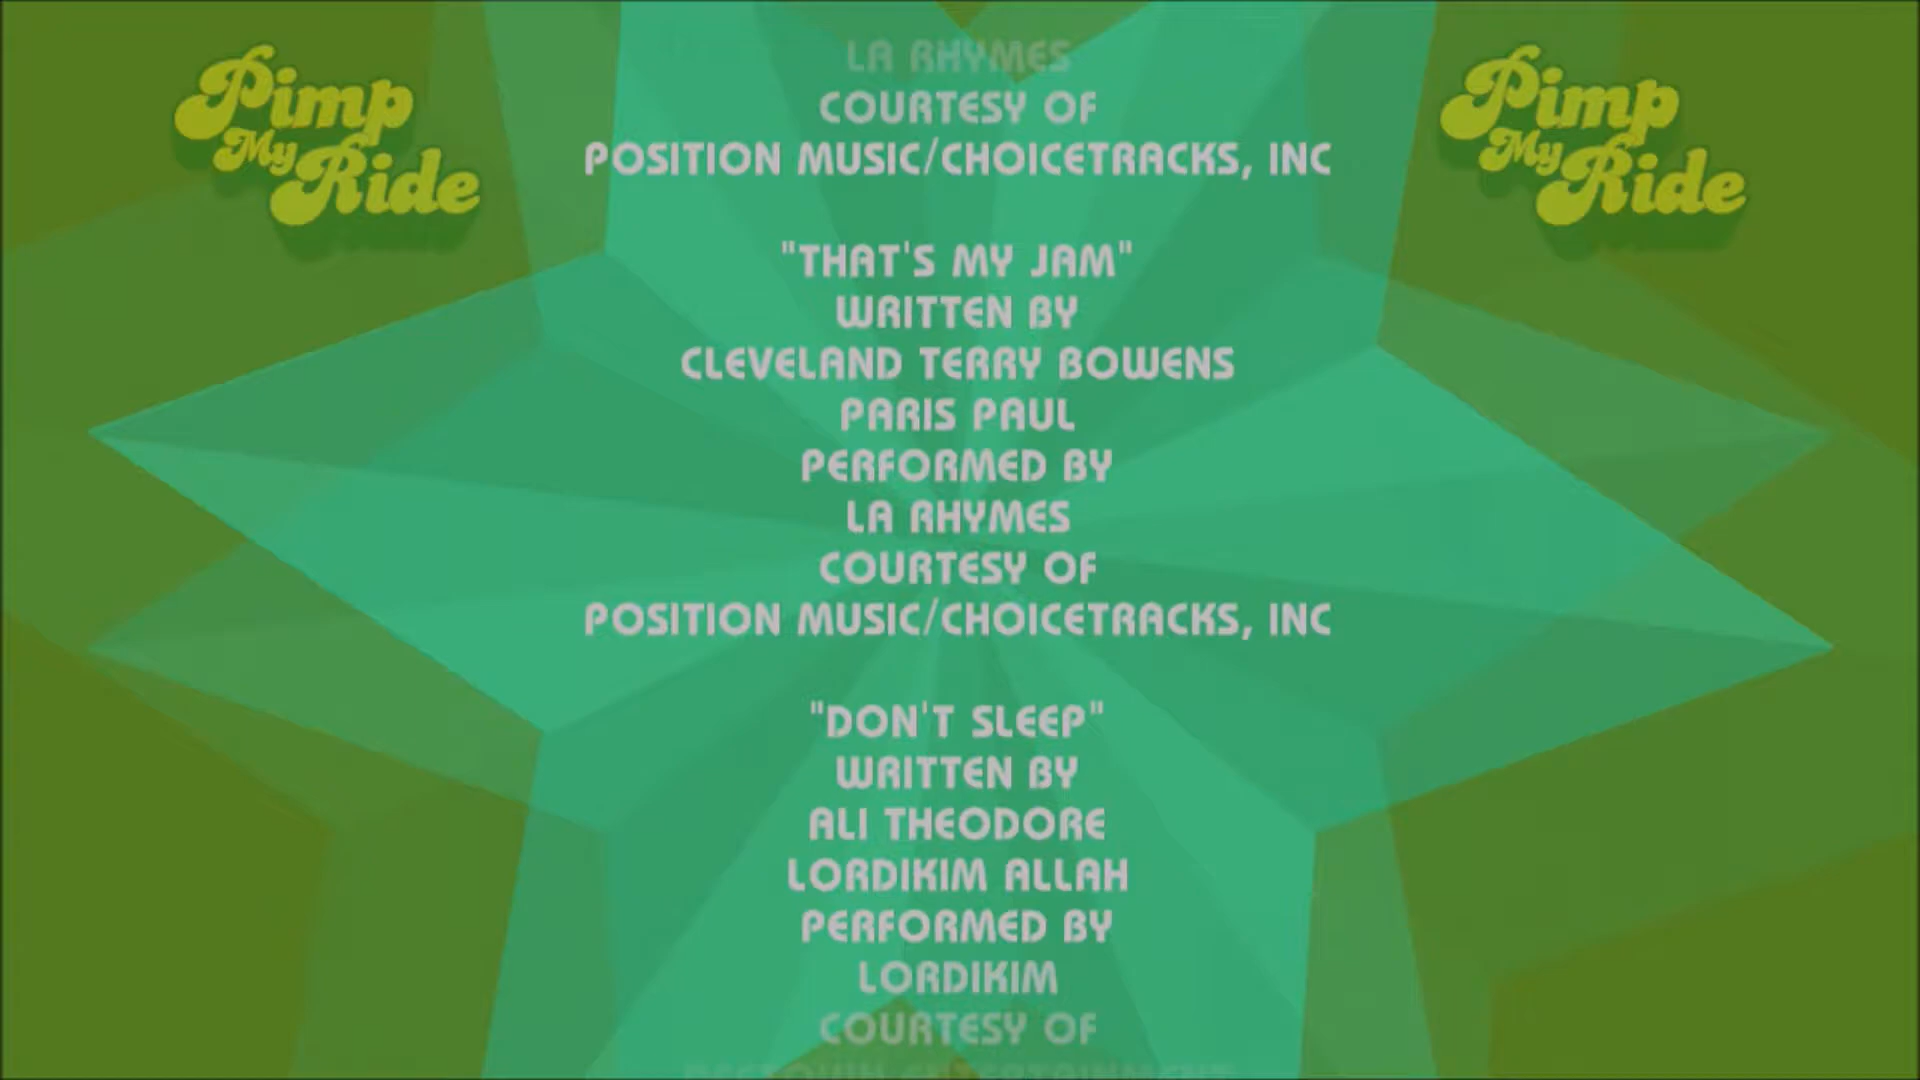 Pimp
My
Ride
Pimp
My
Ride
LA RHYMES
COURTESY OF
POSITION MUSIC/CHOICETRACKS, INC
"THAT'S MY JAM"
WRITTEN BY
CLEVELAND TERRY BOWENS
PARIS PAUL
PERFORMED BY
LA RHYMES
COURTESY OF
POSITION MUSIC/CHOICETRACKS, INC
"DON'T SLEEP"
WRITTEN BY
ALI THEODORE
LORDIKIM ALLAH
PERFORMED BY
LORDIKIM
COURTESY OF
ENTERTAINMENT